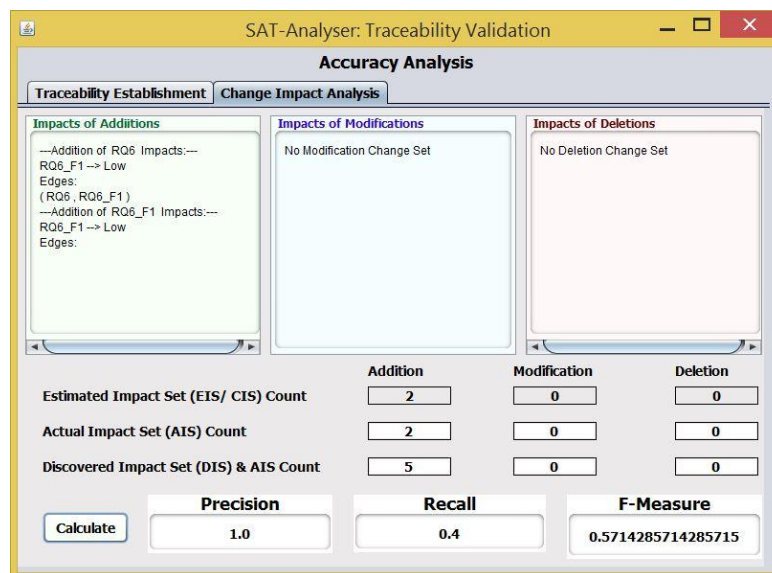 SAT-Analyser: Traceability Validation
Accuracy Analysis
Traceability Establishment Change Impact Analysis
Impacts of Addiitions
---Addition of RQ6 Impacts:---
RQ6_F1 --> Low
Edges:
( RQ6 , RQ6_F1 )
---Addition of RQ6_F1 Impacts:---
RQ6_F1 --> Low
Edges:
Impacts of Modifications
No Modification Change Set
Impacts of Deletions
No Deletion Change Set
Addition Modification Deletion
Estimated Impact Set (EIS/ CIS) Count 2 0 0
Actual Impact Set (AIS) Count 2 0 0
Discovered Impact Set (DIS) & AIS Count 5 0 0
Calculate
Precision
1.0
Recall
0.4
F-Measure
0.5714285714285715